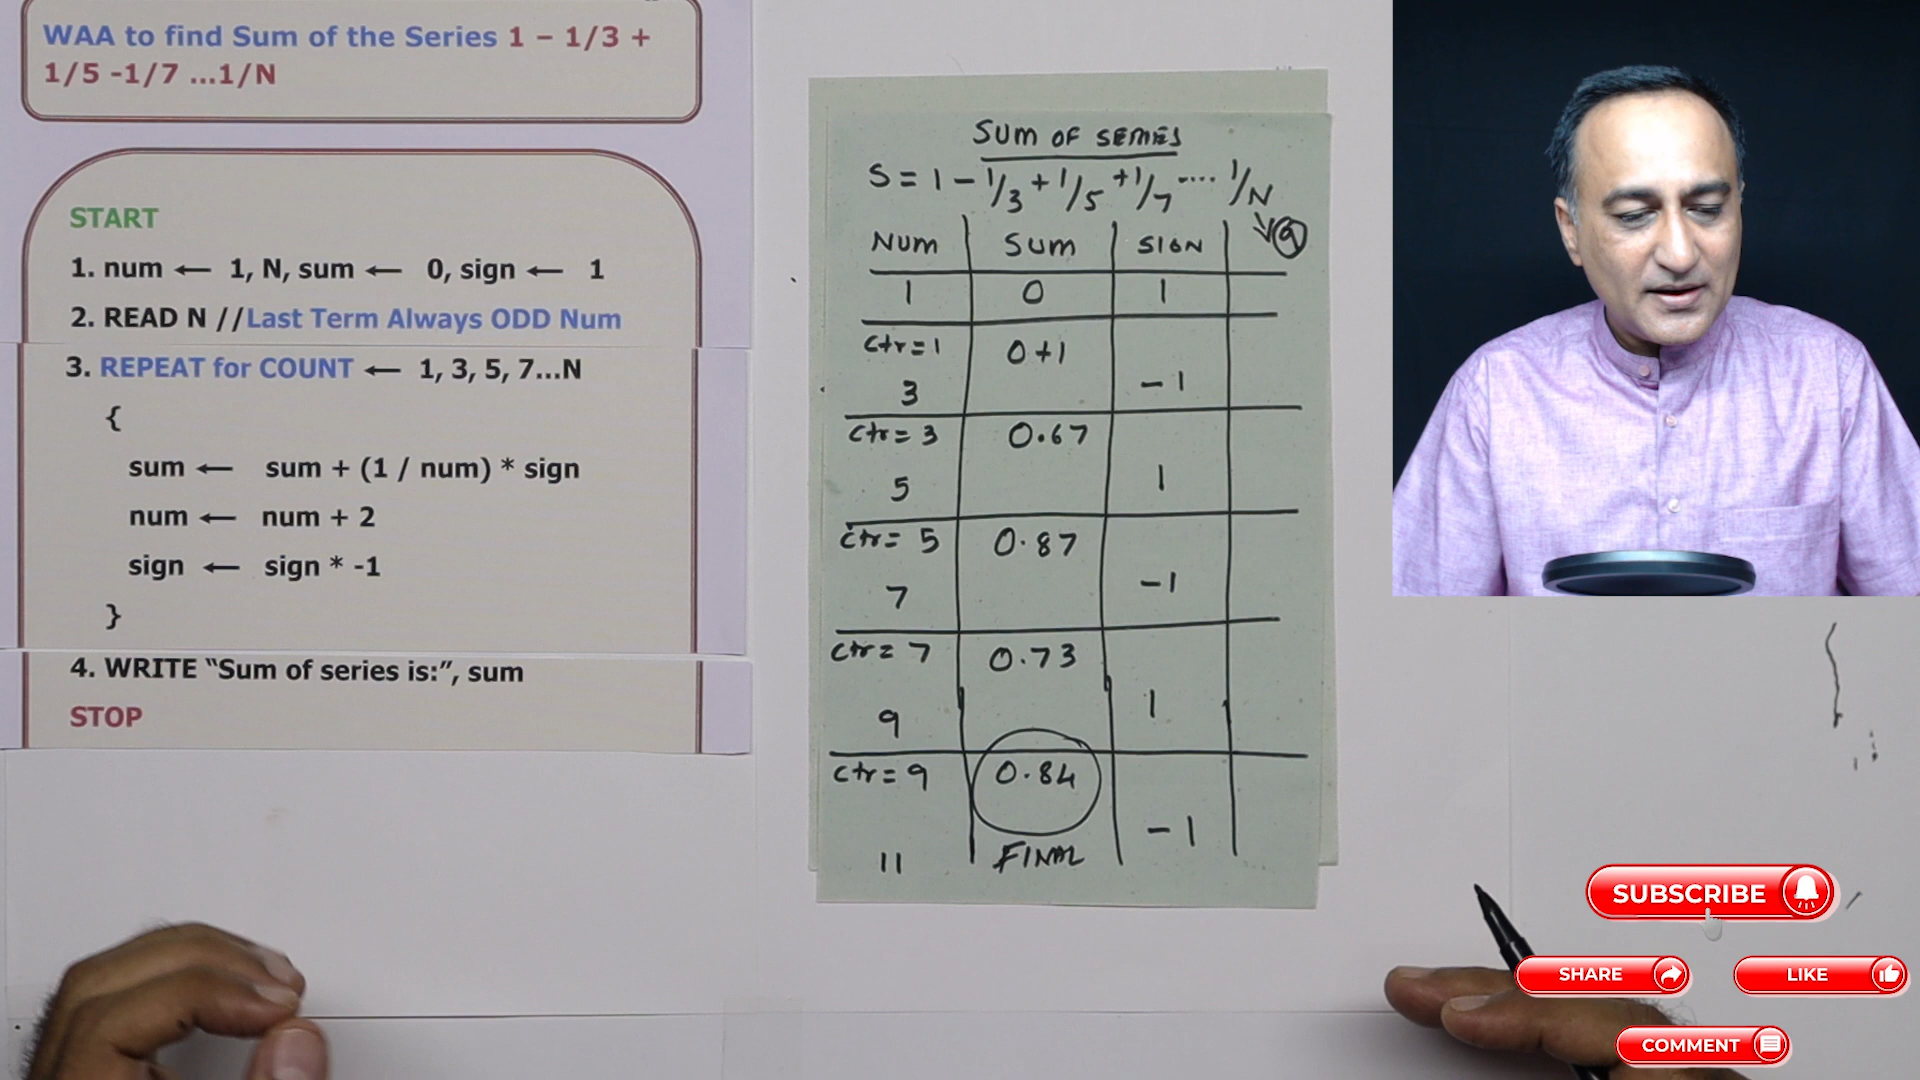 WAA to find Sum of the Series 1 – 1/3 +
1/5 -1/7 ...1/N
START
1. num ← 1, N, sum ← 0, sign ← 1
2. READ N //Last Term Always ODD Num
3. REPEAT for COUNT ← 1, 3, 5, 7...N
{
sum ← sum + (1 / num) * sign
num ← num + 2
sign ← sign * -1
}
4. WRITE “Sum of series is:”, sum
STOP
SUM OF SERIES
S = 1 - 1/3 + 1/5 + 1/7 .... 1/N
9
NUM SUM SIGN
1 0 1
ctr=1 0+1
3 -1
ctr= 3 0.67
5 1
ctr= 5 0.87
7 -1
ctr= 7 0.73
9 1
ctr= 9 0.84
-1
11 FINAL
SUBSCRIBE
SHARE LIKE
COMMENT